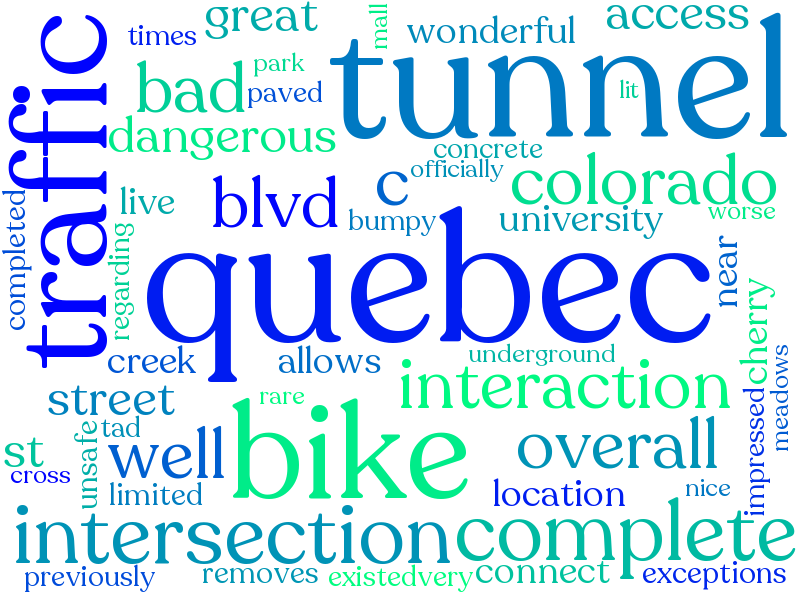 traffic
times
great
mall
wonderful
access
tunnel
park
bad
paved
lit
dangerous
concrete
officially
colorado
completed
live
blvd
c
bumpy
university
worse
regarding
quebec
near
cherry
creek
allows
underground
meadows
street
rare
interaction
impressed
st
unsafe
tad
well
bike
overall
cross
limited
location
nice
intersection
complete
previously
removes
existedvery
connect
exceptions